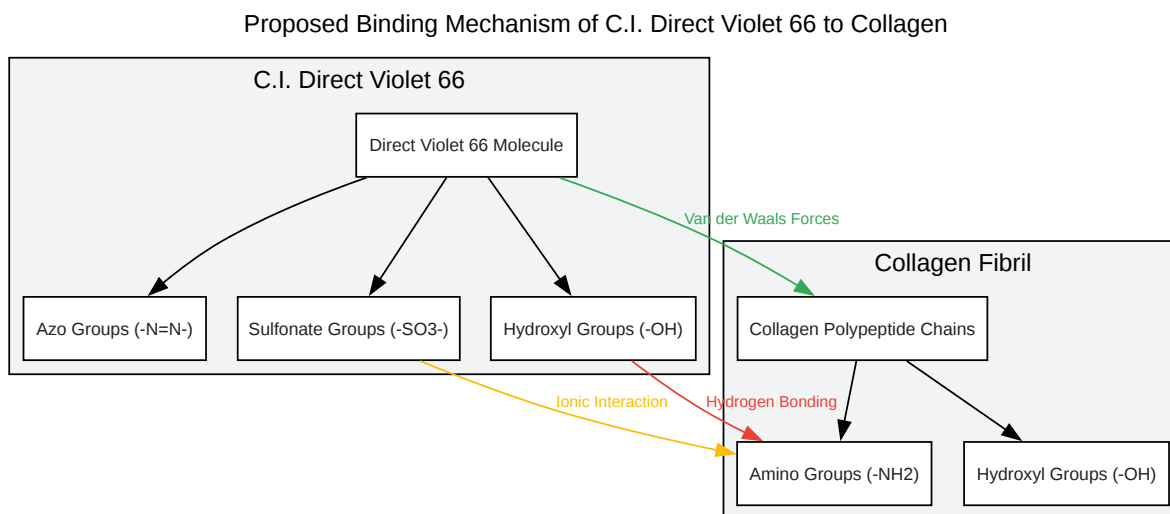 Proposed Binding Mechanism of C.I. Direct Violet 66 to Collagen
C.I. Direct Violet 66
Direct Violet 66 Molecule
Van der Waals Forces
Collagen Fibril
Azo Groups (-N=N-)
Sulfonate Groups (-SO3-)
Hydroxyl Groups (-OH)
Collagen Polypeptide Chains
Ionic Interaction
Hydrogen Bonding
Amino Groups (-NH2)
Hydroxyl Groups (-OH)